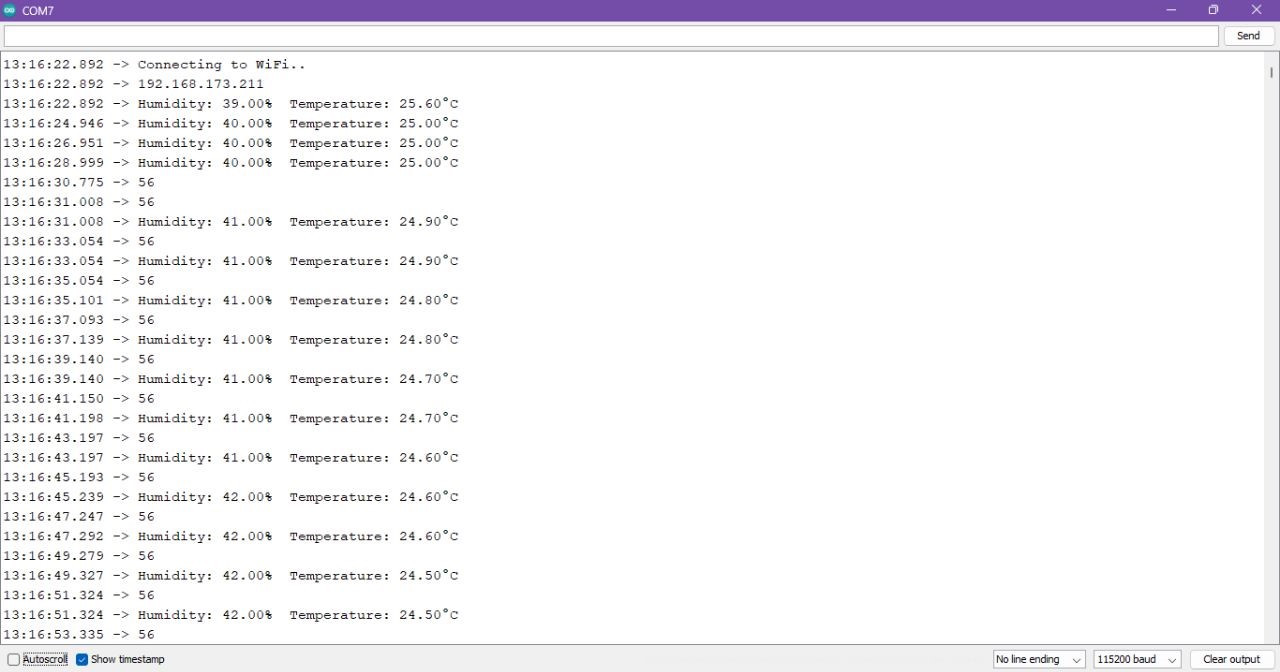 COM7
Send
13:16:22.892 -> Connecting to WiFi..
13:16:22.892 -> 192.168.173.211
13:16:22.892 -> Humidity: 39.00%  Temperature: 25.60°C
13:16:24.946 -> Humidity: 40.00%  Temperature: 25.00°C
13:16:26.951 -> Humidity: 40.00%  Temperature: 25.00°C
13:16:28.999 -> Humidity: 40.00%  Temperature: 25.00°C
13:16:30.775 -> 56
13:16:31.008 -> 56
13:16:31.008 -> Humidity: 41.00%  Temperature: 24.90°C
13:16:33.054 -> 56
13:16:33.054 -> Humidity: 41.00%  Temperature: 24.90°C
13:16:35.054 -> 56
13:16:35.101 -> Humidity: 41.00%  Temperature: 24.80°C
13:16:37.093 -> 56
13:16:37.139 -> Humidity: 41.00%  Temperature: 24.80°C
13:16:39.140 -> 56
13:16:39.140 -> Humidity: 41.00%  Temperature: 24.70°C
13:16:41.150 -> 56
13:16:41.198 -> Humidity: 41.00%  Temperature: 24.70°C
13:16:43.197 -> 56
13:16:43.197 -> Humidity: 41.00%  Temperature: 24.60°C
13:16:45.193 -> 56
13:16:45.239 -> Humidity: 42.00%  Temperature: 24.60°C
13:16:47.247 -> 56
13:16:47.292 -> Humidity: 42.00%  Temperature: 24.60°C
13:16:49.279 -> 56
13:16:49.327 -> Humidity: 42.00%  Temperature: 24.50°C
13:16:51.324 -> 56
13:16:51.324 -> Humidity: 42.00%  Temperature: 24.50°C
13:16:53.335 -> 56
Autoscroll Show timestamp No line ending 115200 baud Clear output